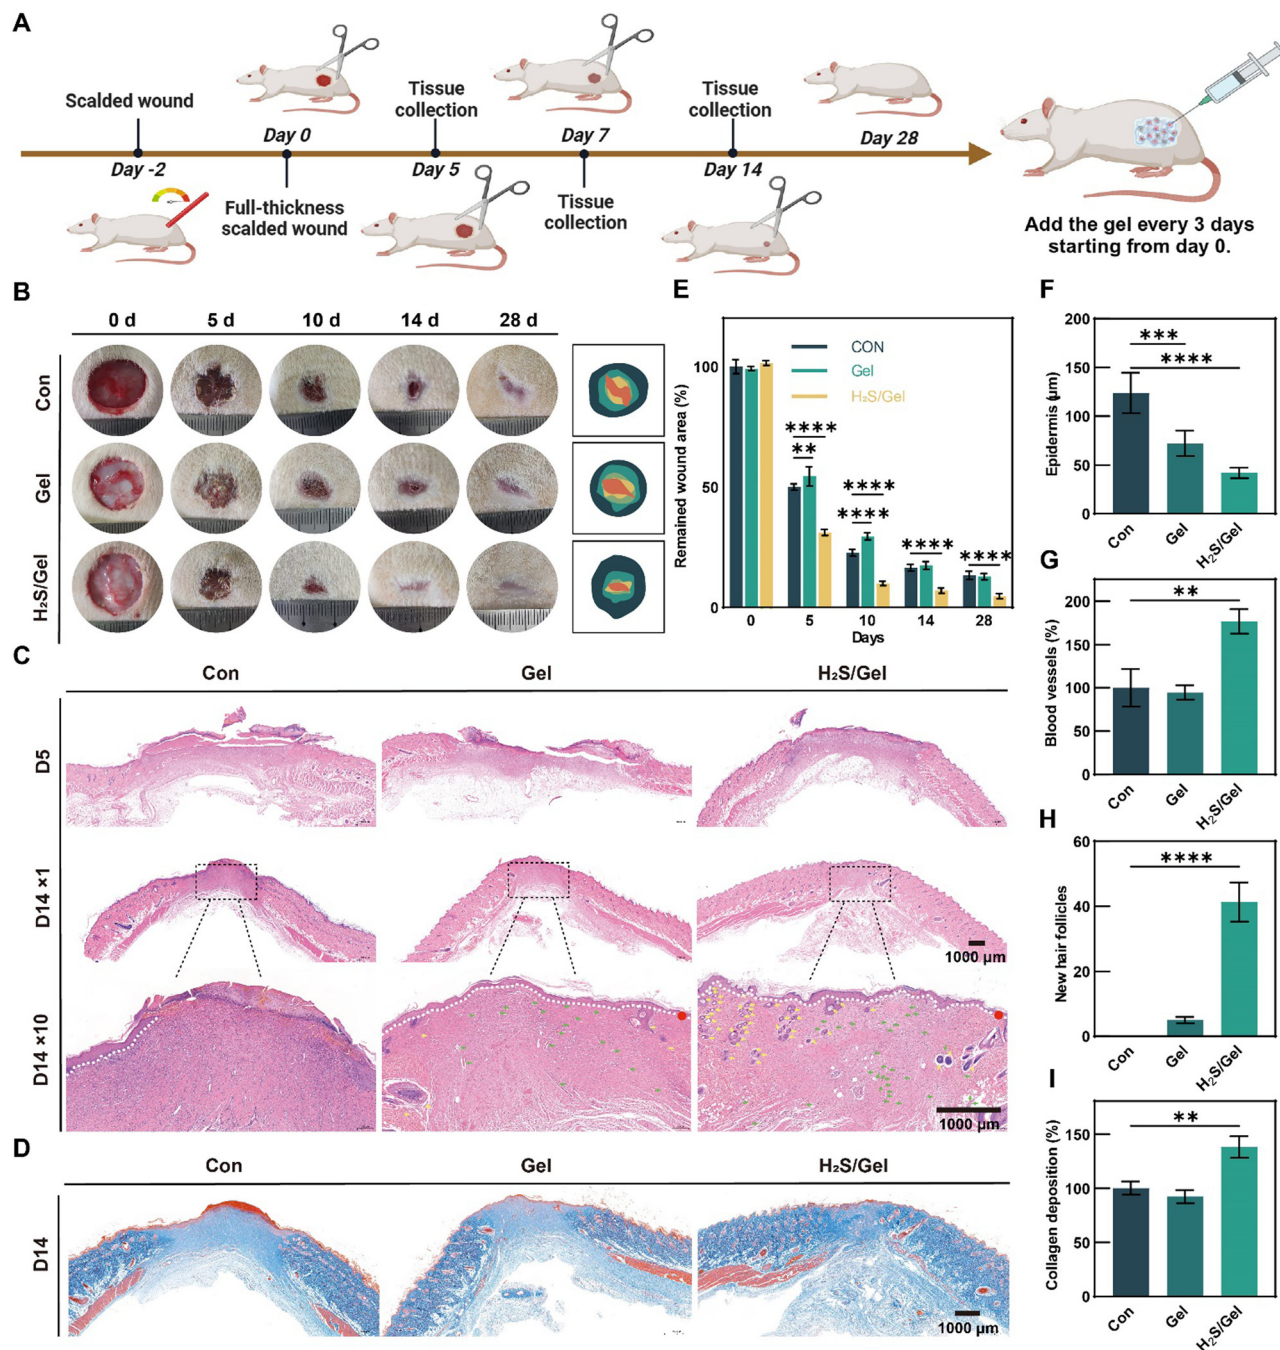 A
Scalded wound
Day -2
Day 0
Full-thickness
scalded wound
Tissue
collection
Day 5
Day 7
Tissue
collection
Tissue
collection
Day 14
Day 28
Add the gel every 3 days
starting from day 0.
B
0 d 5 d 10 d 14 d 28 d
Con
Gel
H₂S/Gel
E
Remained wound area (%)
100
50
0
CON
Gel
H₂S/Gel
****
**
****
****
****
****
0 5 10 14 28
Days
F
Epidermis (μm)
200
150
100
50
0
***
****
Con Gel H₂S/Gel
G
Blood vessels (%)
200
150
100
50
0
**
Con Gel H₂S/Gel
H
New hair follicles
60
40
20
0
****
Con Gel H₂S/Gel
I
Collagen deposition (%)
150
100
50
0
**
Con Gel H₂S/Gel
C
Con Gel H₂S/Gel
D5
D14 ×1
1000 μm
D14 ×10
1000 μm
D
Con Gel H₂S/Gel
D14
1000 μm